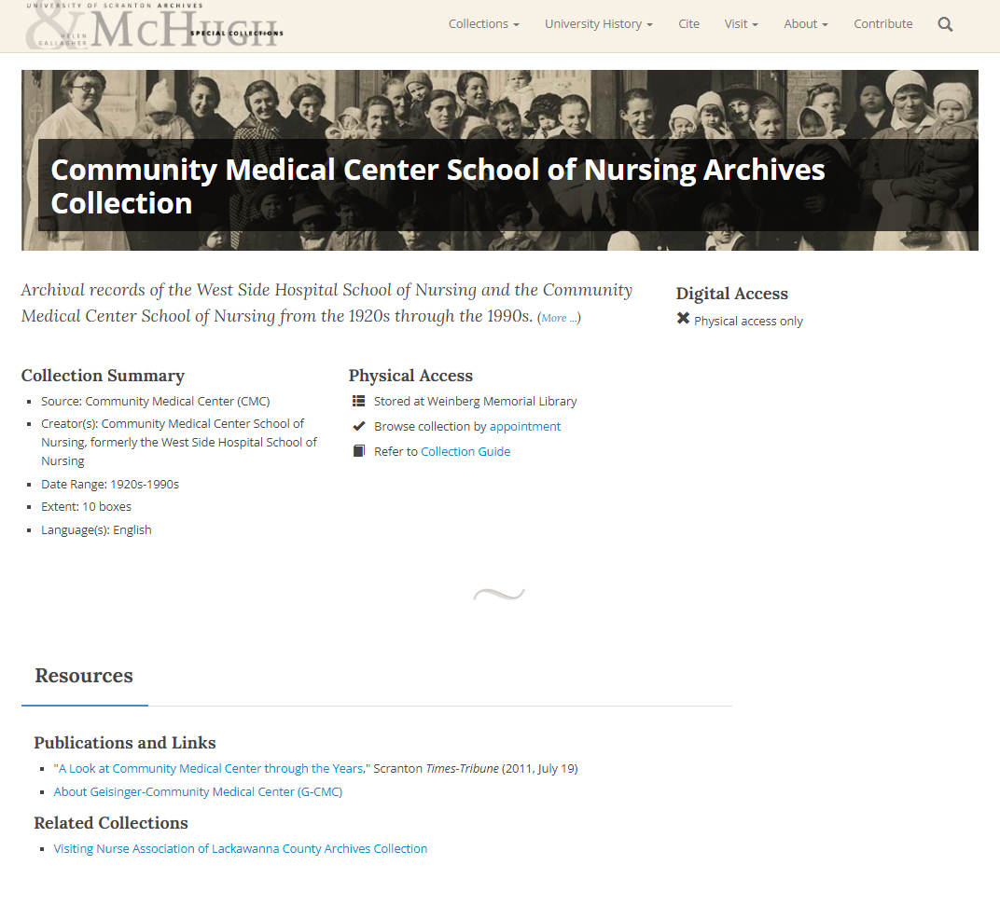 UNIVERSITY OF SCRANTON ARCHIVES
& HELEN GALLAGHER MCHUGH SPECIAL COLLECTIONS
Collections University History Cite Visit About Contribute
Community Medical Center School of Nursing Archives
Collection
Archival records of the West Side Hospital School of Nursing and the Community
Medical Center School of Nursing from the 1920s through the 1990s. (More ...)
Digital Access
Physical access only
Collection Summary
Source: Community Medical Center (CMC)
Creator(s): Community Medical Center School of
Nursing, formerly the West Side Hospital School of
Nursing
Date Range: 1920s-1990s
Extent: 10 boxes
Language(s): English
Physical Access
Stored at Weinberg Memorial Library
Browse collection by appointment
Refer to Collection Guide
Resources
Publications and Links
"A Look at Community Medical Center through the Years," Scranton Times-Tribune (2011, July 19)
About Geisinger-Community Medical Center (G-CMC)
Related Collections
Visiting Nurse Association of Lackawanna County Archives Collection